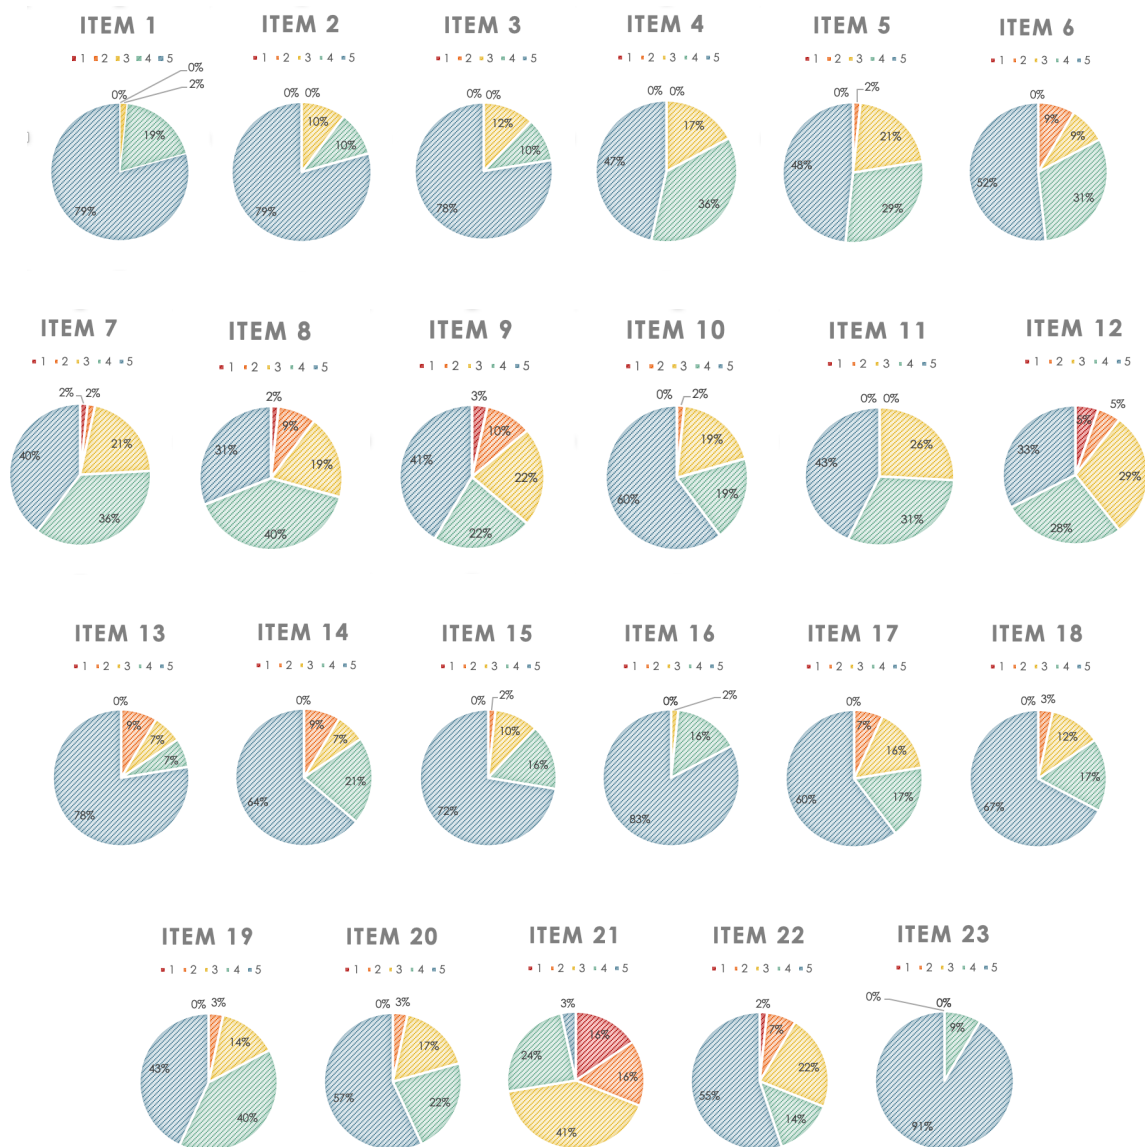 ITEM 1
1 2 3 4 5
0%
0%
2%
19%
79%
ITEM 2
1 2 3 4 5
0% 0%
10%
10%
79%
ITEM 3
1 2 3 4 5
0% 0%
12%
10%
78%
ITEM 4
1 2 3 4 5
0% 0%
17%
36%
47%
ITEM 5
1 2 3 4 5
0% 2%
21%
29%
48%
ITEM 6
1 2 3 4 5
0%
9%
9%
31%
52%
ITEM 7
1 2 3 4 5
2% 2%
21%
36%
40%
ITEM 8
1 2 3 4 5
2%
9%
19%
40%
31%
ITEM 9
1 2 3 4 5
3%
10%
22%
22%
41%
ITEM 10
1 2 3 4 5
0% 2%
19%
19%
60%
ITEM 11
1 2 3 4 5
0% 0%
26%
31%
43%
ITEM 12
1 2 3 4 5
5%
5%
29%
28%
33%
ITEM 13
1 2 3 4 5
0%
9%
7%
7%
78%
ITEM 14
1 2 3 4 5
0%
9%
7%
21%
64%
ITEM 15
1 2 3 4 5
0% 2%
10%
16%
72%
ITEM 16
1 2 3 4 5
0% 2%
16%
83%
ITEM 17
1 2 3 4 5
0%
7%
16%
17%
60%
ITEM 18
1 2 3 4 5
0% 3%
12%
17%
67%
ITEM 19
1 2 3 4 5
0% 3%
14%
40%
43%
ITEM 20
1 2 3 4 5
0% 3%
17%
22%
57%
ITEM 21
1 2 3 4 5
3%
16%
16%
41%
24%
ITEM 22
1 2 3 4 5
2%
7%
22%
14%
55%
ITEM 23
1 2 3 4 5
0%
0%
9%
91%